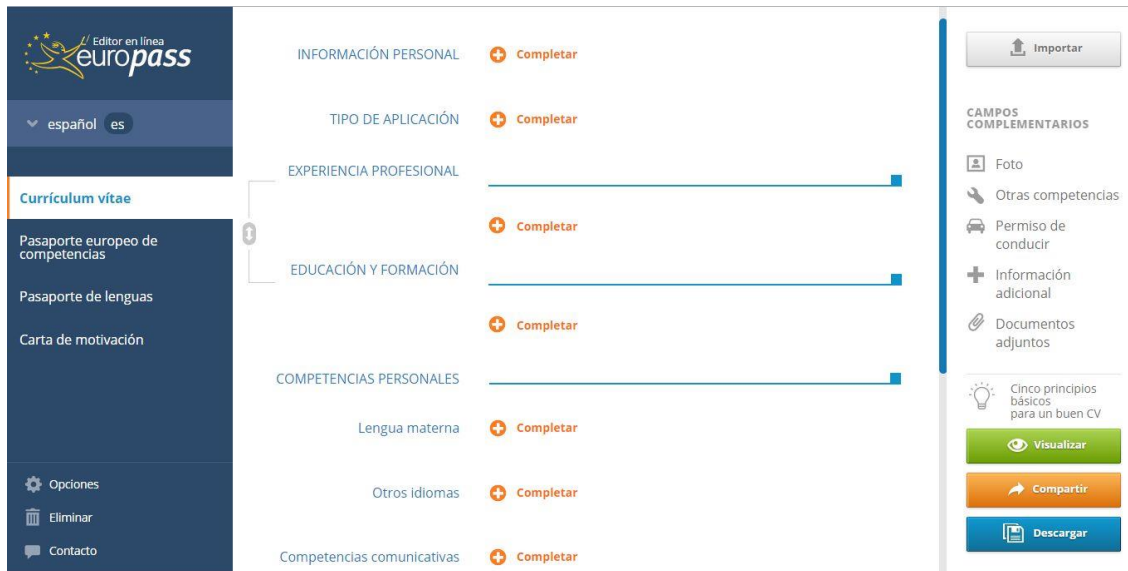 Editor en línea
europass
español es
Currículum vítae
Pasaporte europeo de
competencias
Pasaporte de lenguas
Carta de motivación
Opciones
Eliminar
Contacto
INFORMACIÓN PERSONAL Completar
TIPO DE APLICACIÓN Completar
EXPERIENCIA PROFESIONAL
Completar
EDUCACIÓN Y FORMACIÓN
Completar
COMPETENCIAS PERSONALES
Lengua materna Completar
Otros idiomas Completar
Competencias comunicativas Completar
Importar
CAMPOS
COMPLEMENTARIOS
Foto
Otras competencias
Permiso de
conducir
Información
adicional
Documentos
adjuntos
Cinco principios
básicos
para un buen CV
Visualizar
Compartir
Descargar